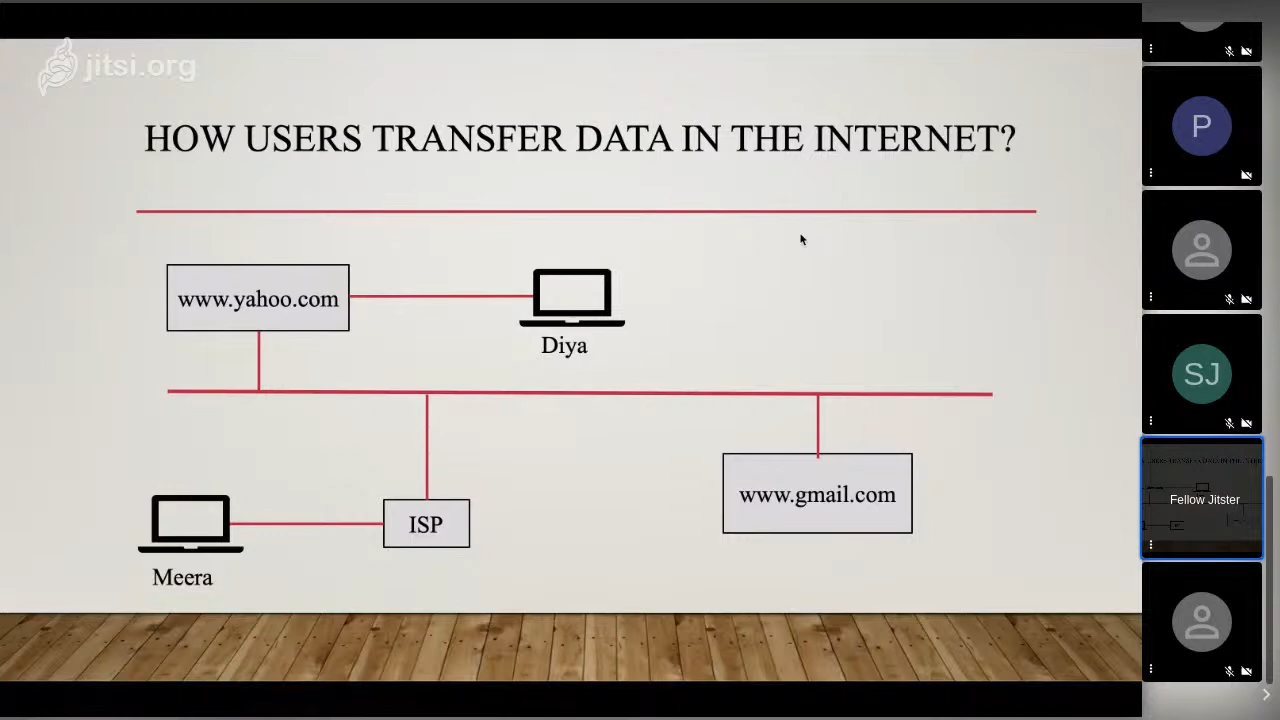 jitsi.org
HOW USERS TRANSFER DATA IN THE INTERNET?
www.yahoo.com
Diya
www.gmail.com
ISP
Meera
P
SJ
Fellow Jitster